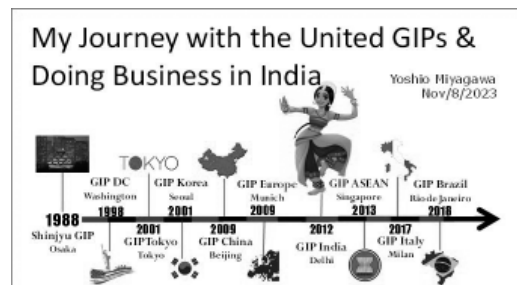 My Journey with the United GIPs &
Doing Business in India
Yoshio Miyagawa
Nov/8/2023
TOKYO
GIP DC
Washington
GIP Korea
Seoul
GIP Europe
Munich
GIP ASEAN
Singapore
GIP Brazil
Rio de Janeiro
1988
1998
2001
2001
2009
2009
2012
2013
2017
2018
Shinjyu GIP
Osaka
GIP Tokyo
Tokyo
GIP China
Beijing
GIP India
Delhi
GIP Italy
Milan